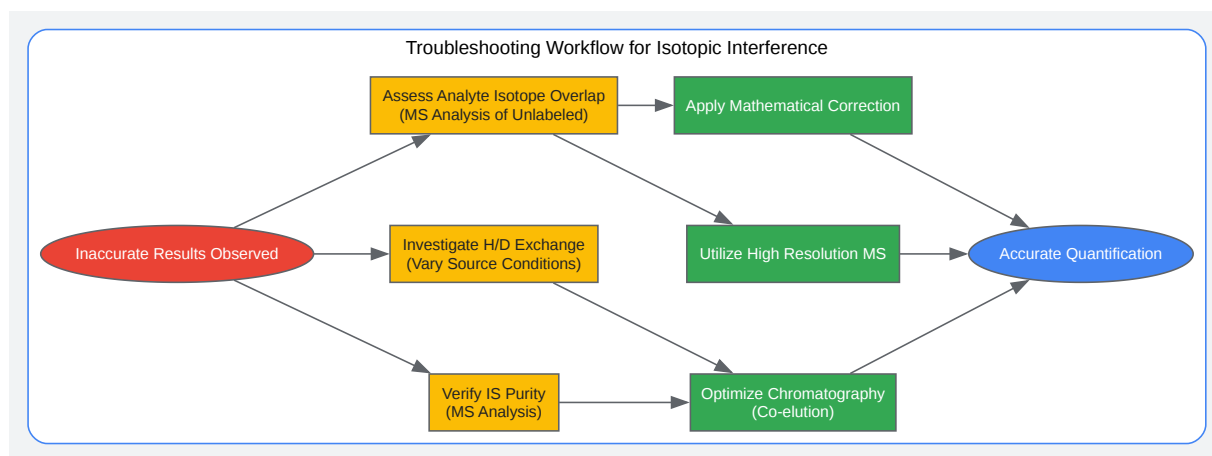 Troubleshooting Workflow for Isotopic Interference
Assess Analyte Isotope Overlap
(MS Analysis of Unlabeled)
Apply Mathematical Correction
Inaccurate Results Observed
Investigate H/D Exchange
(Vary Source Conditions)
Utilize High Resolution MS
Accurate Quantification
Verify IS Purity
(MS Analysis)
Optimize Chromatography
(Co-elution)